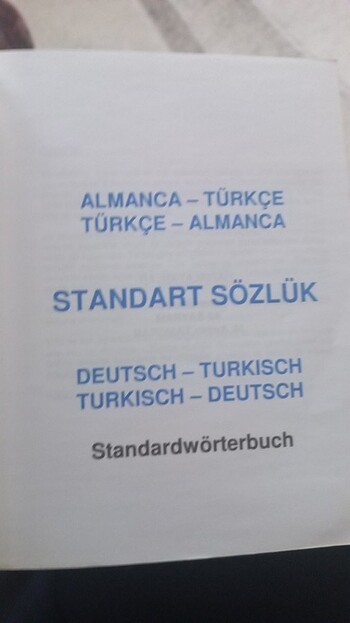 ALMANCA – TÜRKÇE
TÜRKÇE – ALMANCA
STANDART SÖZLÜK
DEUTSCH – TURKISCH
TURKISCH – DEUTSCH
Standardwörterbuch